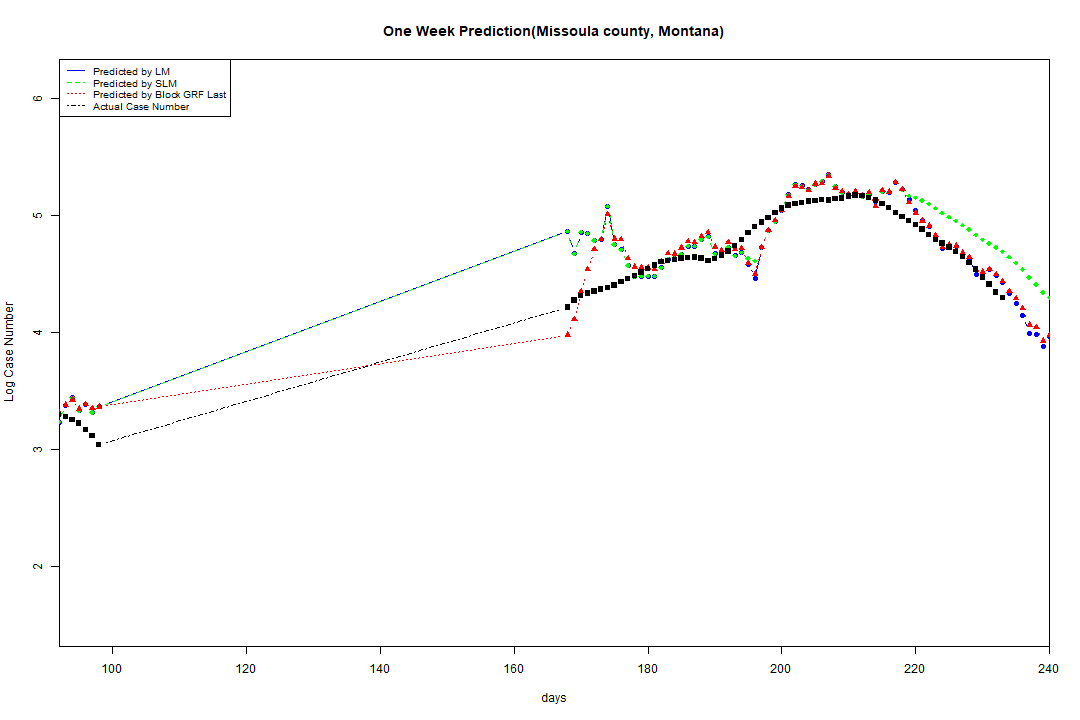 One Week Prediction(Missoula county, Montana)
Predicted by LM
Predicted by SLM
Predicted by Block GRF Last
Actual Case Number
6
5
4
3
2
Log Case Number
100 120 140 160 180 200 220 240
days